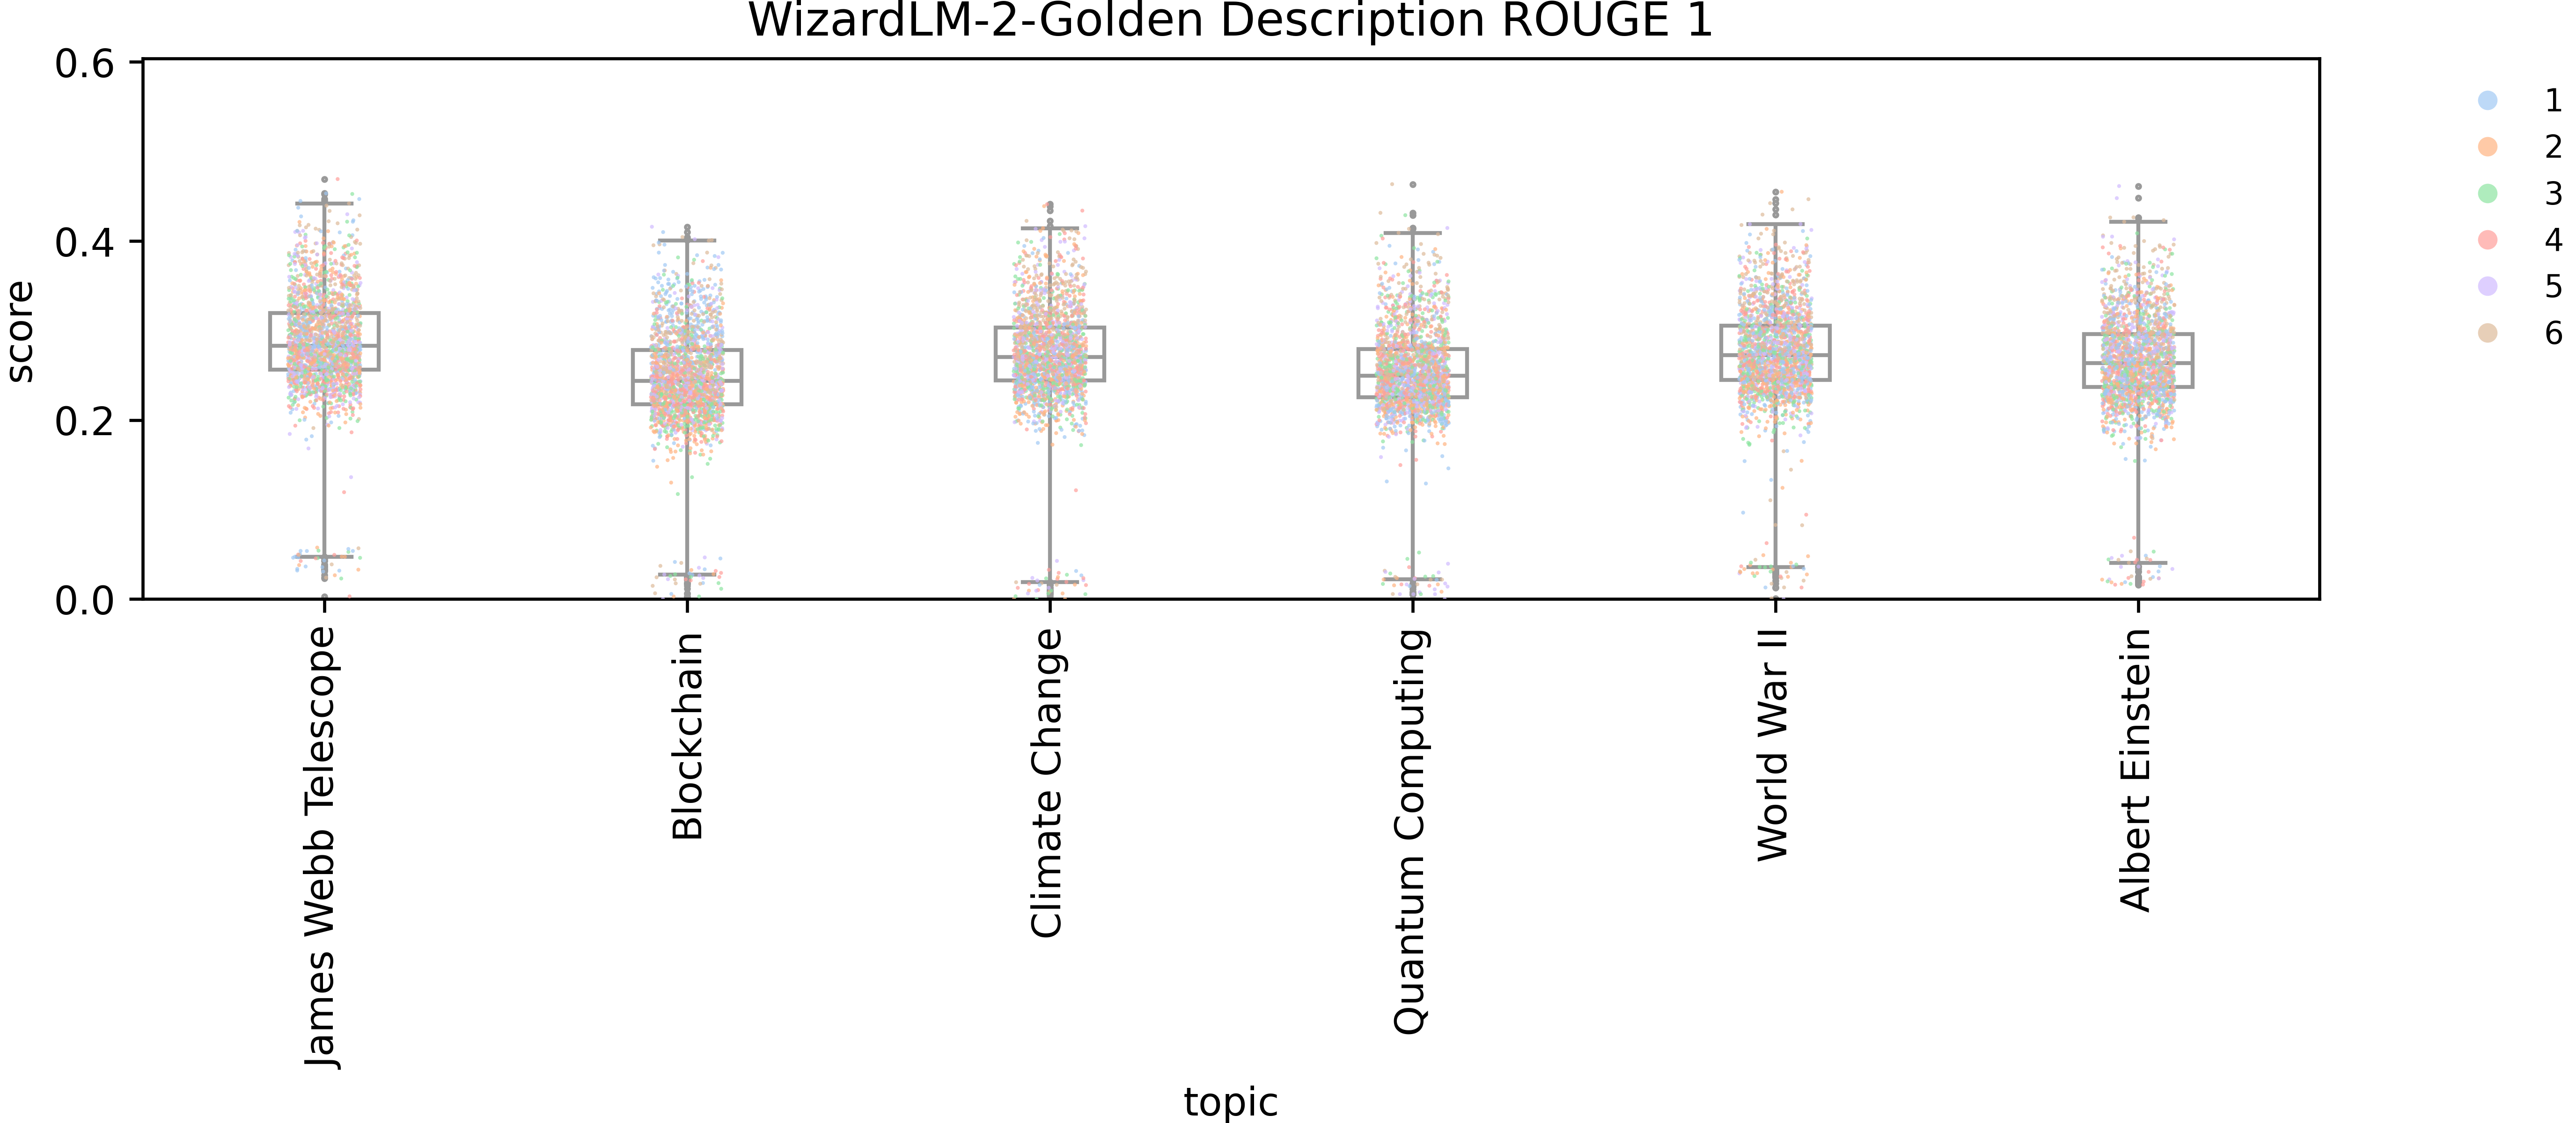 WizardLM-2-Golden Description ROUGE 1
score
0.6
0.4
0.2
0.0
James Webb Telescope
Blockchain
Climate Change
Quantum Computing
World War II
Albert Einstein
topic
1
2
3
4
5
6